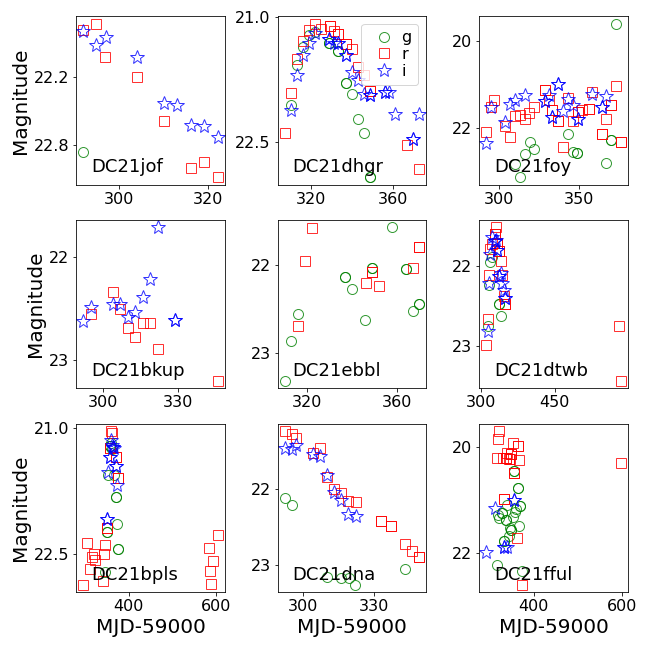 21.0
20
g
r
i
Magnitude
22.2
22.8
22.5
22
DC21jof
DC21dhgr
DC21foy
300
320
320
360
300
350
Magnitude
22
23
22
23
22
23
DC21bkup
DC21ebbl
DC21dtwb
300
330
320
360
300
450
Magnitude
21.0
22.5
22
23
20
22
DC21bpls
DC21dna
DC21fful
400
600
300
330
400
600
MJD-59000
MJD-59000
MJD-59000